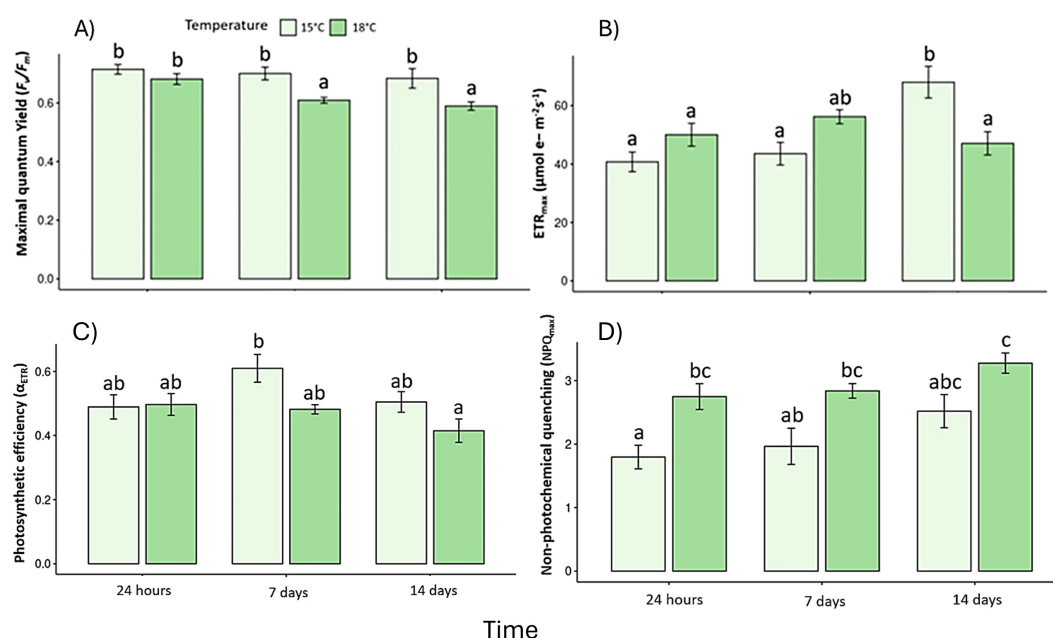 A)
Temperature 15°C 18°C
Maximal quantum Yield (Fv/Fm)
0.6
0.4
0.2
0.0
b b b a b a
B)
ETRmax (µmol e− m-2s-1)
60
40
20
0
a a a ab b a
C)
Photosynthetic efficiency (αETR)
0.6
0.4
0.2
0.0
ab ab b ab ab a
24 hours 7 days 14 days
D)
Non-photochemical quenching (NPQmax)
3
2
1
0
a bc ab bc abc c
24 hours 7 days 14 days
Time